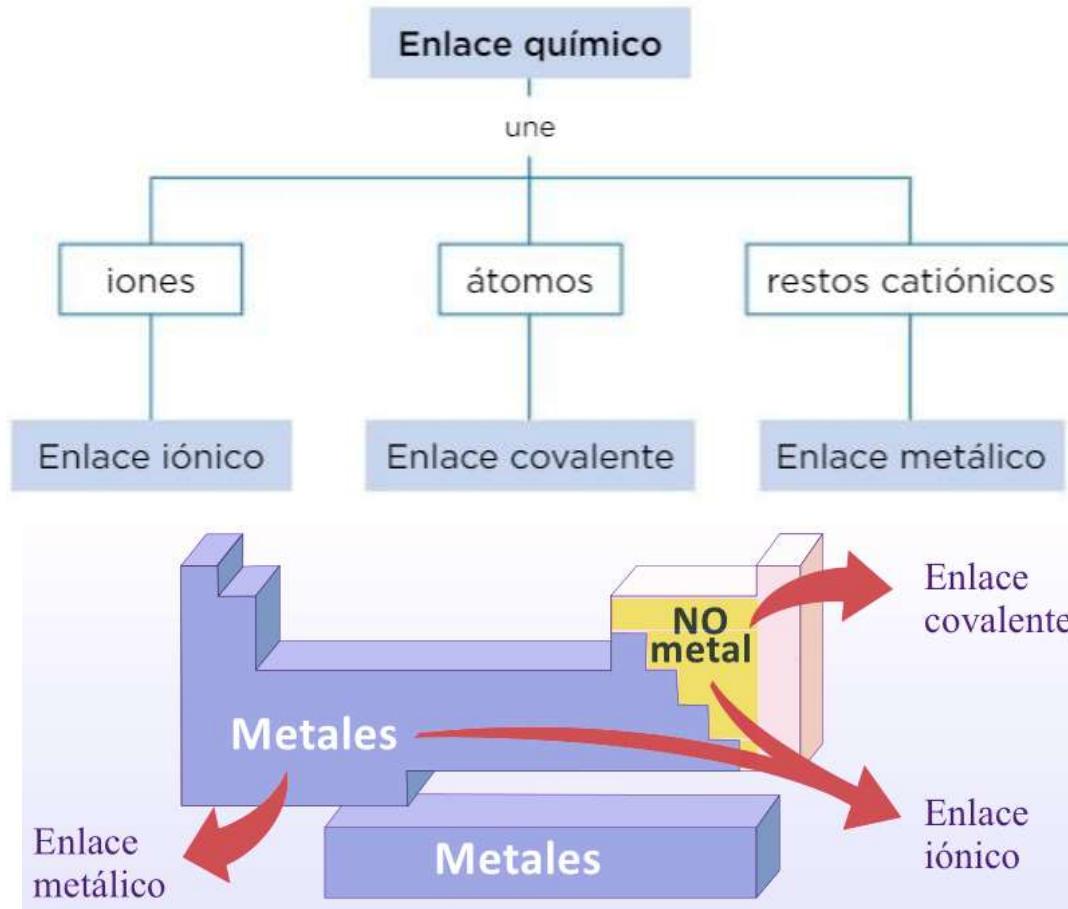 Enlace químico
une
iones
átomos
restos catiónicos
Enlace iónico
Enlace covalente
Enlace metálico
Enlace
covalente
NO
metal
Metales
Enlace
metálico
Metales
Enlace
iónico